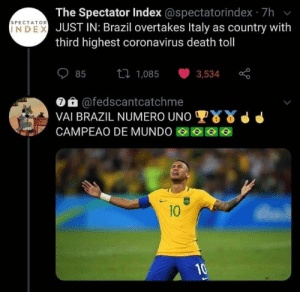 The Spectator Index @spectatorindex · 7h
SPECTATOR
INDEX
JUST IN: Brazil overtakes Italy as country with
third highest coronavirus death toll
85 1,085 3,534
7 @fedscantcatchme
VAI BRAZIL NUMERO UNO 🏆🏅🏅☝☝
CAMPEAO DE MUNDO 🇧🇷🇧🇷🇧🇷🇧🇷
10
10